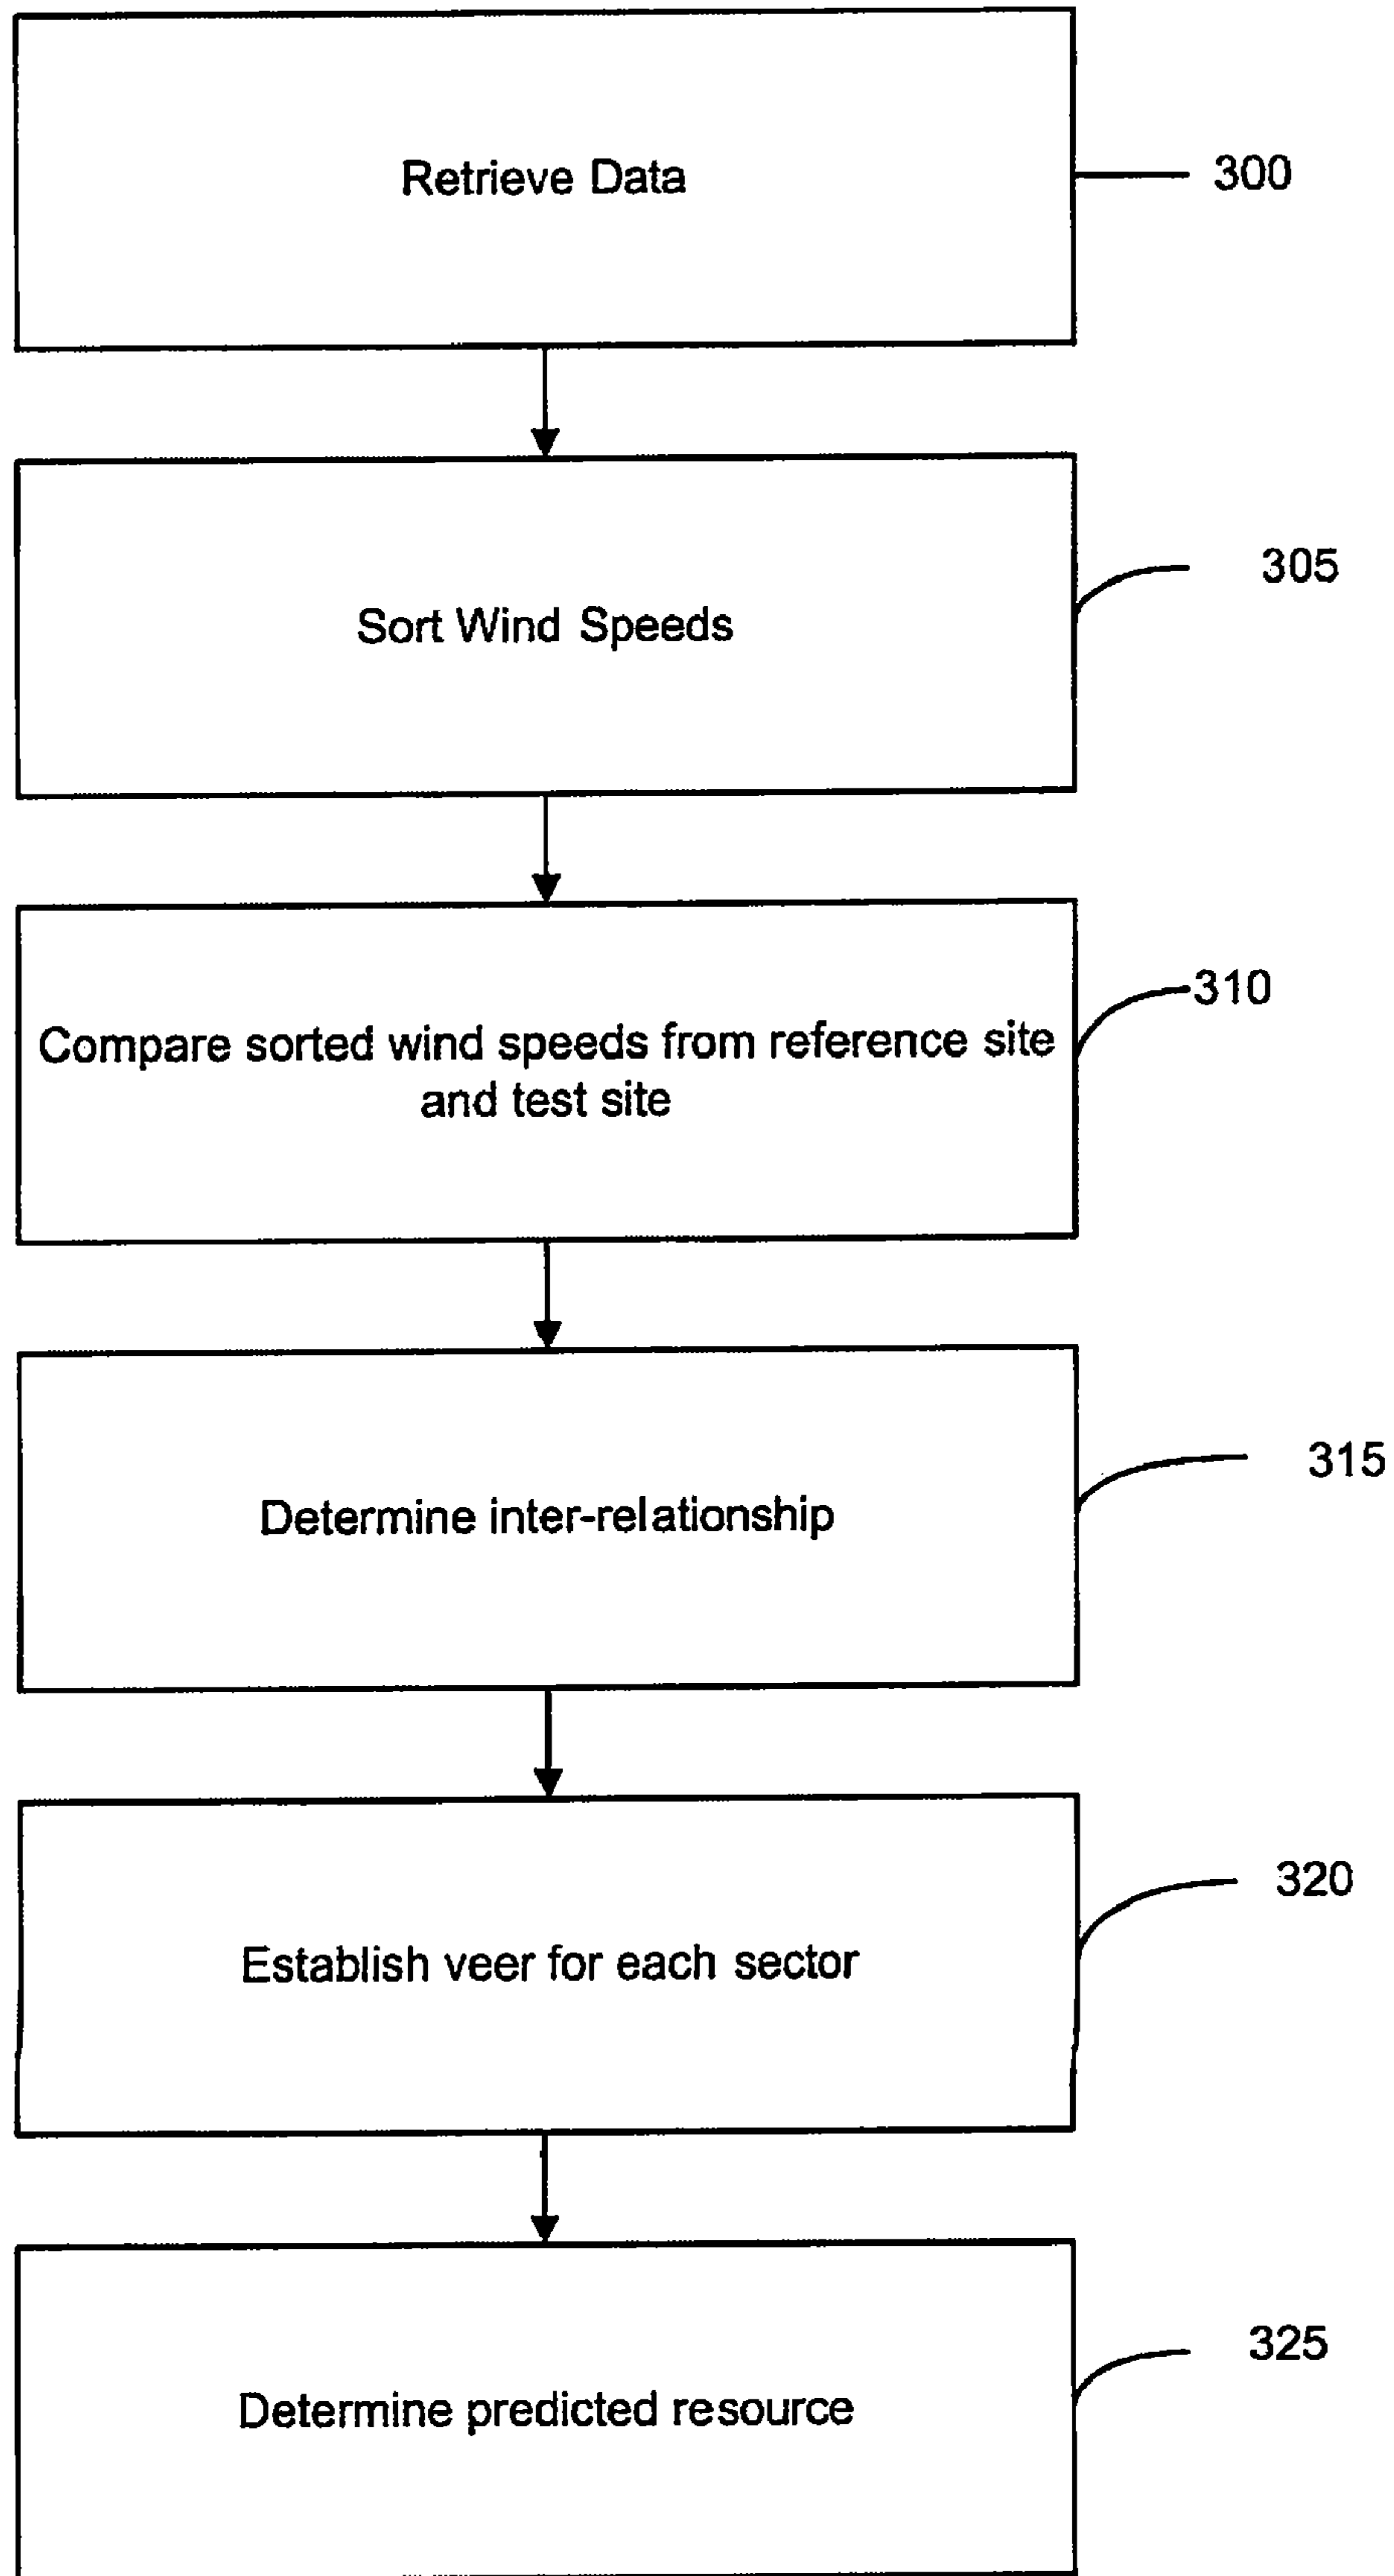 Retrieve Data
300
Sort Wind Speeds
305
Compare sorted wind speeds from reference site
and test site
310
Determine inter-relationship
315
Establish veer for each sector
320
Determine predicted resource
325